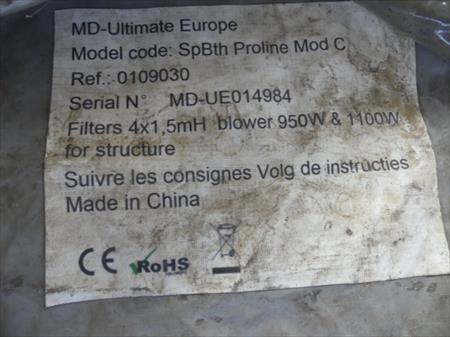 MD-Ultimate Europe
Model code: SpBth Proline Mod C
Ref.: 0109030
Serial N° MD-UE014984
Filters 4x1,5mH blower 950W & 1100W
for structure
Suivre les consignes Volg de instructies
Made in China
CE RoHS